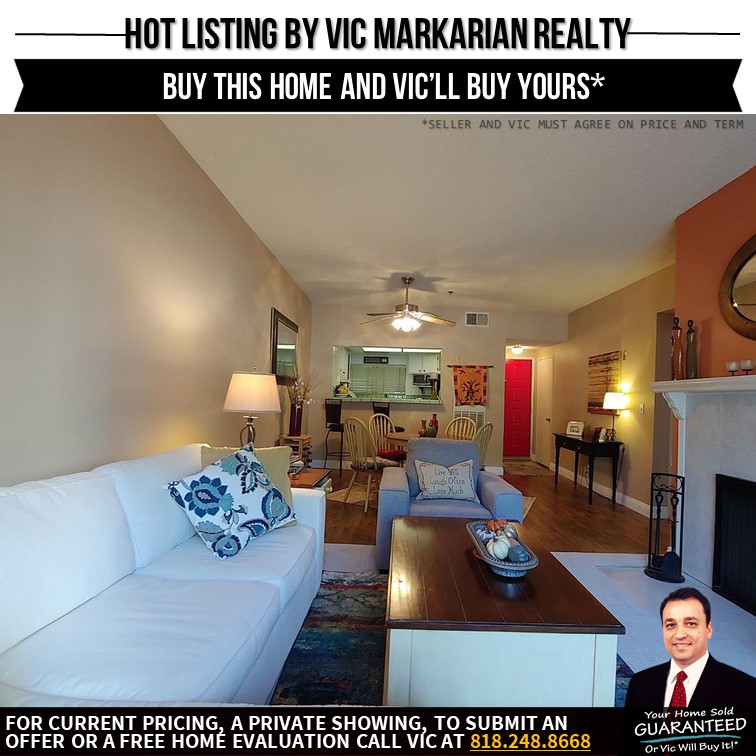 HOT LISTING BY VIC MARKARIAN REALTY
BUY THIS HOME AND VIC'LL BUY YOURS*
*SELLER AND VIC MUST AGREE ON PRICE AND TERM
Live Well
Laugh Often
Love Much
Your Home Sold
GUARANTEED
Or Vic Will Buy It!
FOR CURRENT PRICING, A PRIVATE SHOWING, TO SUBMIT AN
OFFER OR A FREE HOME EVALUATION CALL VIC AT 818.248.8668